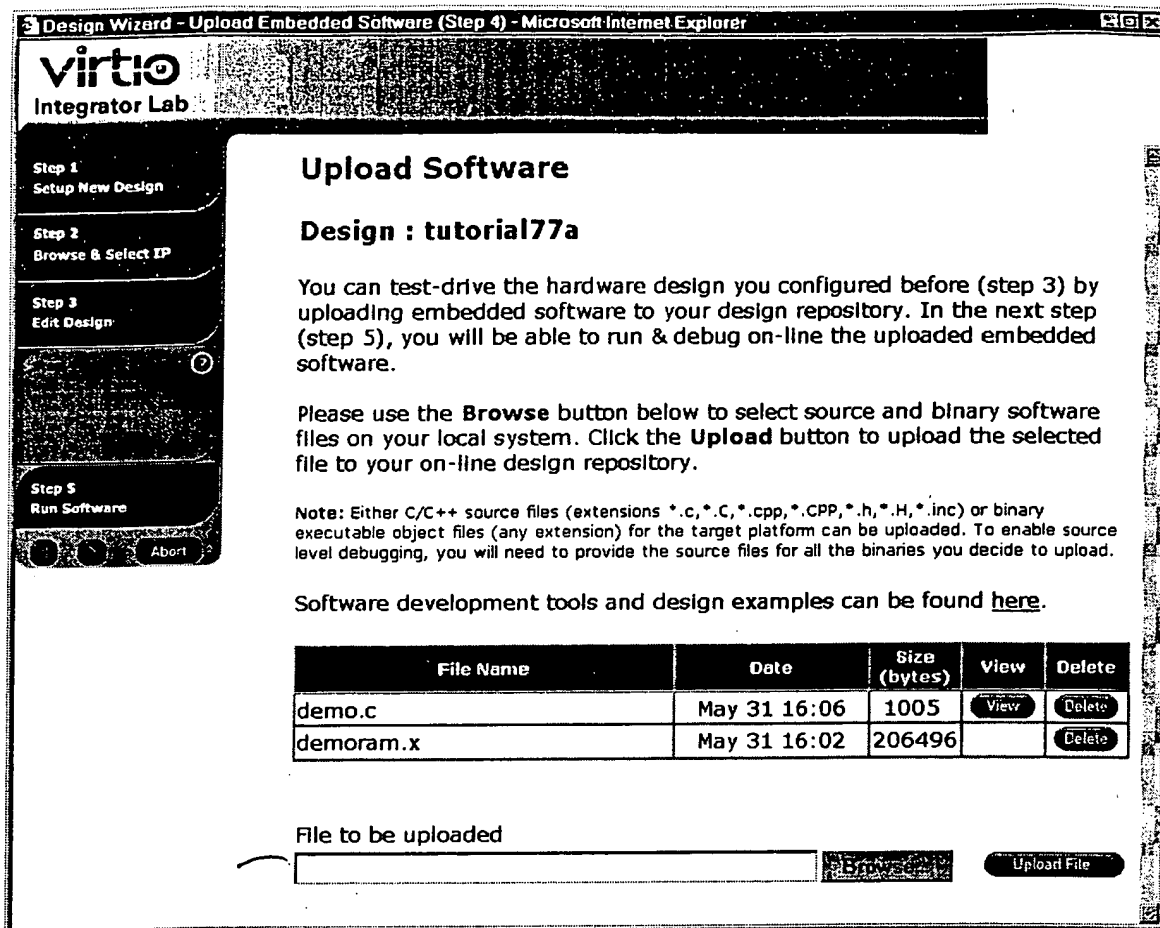 Design Wizard - Upload Embedded Software (Step 4) - Microsoft Internet Explorer
virtio
Integrator Lab
Step 1
Setup New Design
Step 2
Browse & Select IP
Step 3
Edit Design
?
Step 5
Run Software
Abort
Upload Software
Design : tutorial77a
You can test-drive the hardware design you configured before (step 3) by
uploading embedded software to your design repository. In the next step
(step 5), you will be able to run & debug on-line the uploaded embedded
software.
Please use the Browse button below to select source and binary software
files on your local system. Click the Upload button to upload the selected
file to your on-line design repository.
Note: Either C/C++ source files (extensions *.c,*.C,*.cpp,*.CPP,*.h,*.H,*.inc) or binary
executable object files (any extension) for the target platform can be uploaded. To enable source
level debugging, you will need to provide the source files for all the binaries you decide to upload.
Software development tools and design examples can be found here.
File Name Date Size (bytes) View Delete
demo.c May 31 16:06 1005 View Delete
demoram.x May 31 16:02 206496 Delete
File to be uploaded
Browse... Upload File